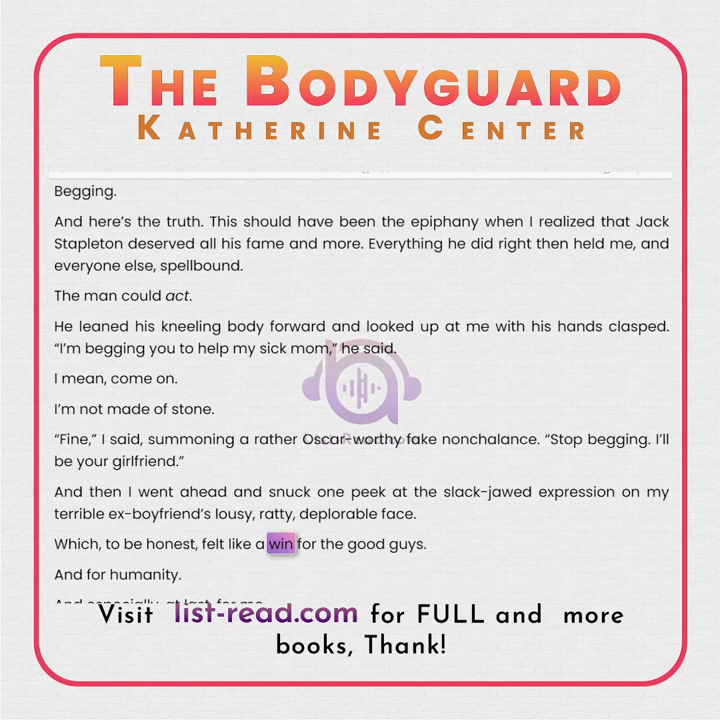 THE BODYGUARD
KATHERINE CENTER
Begging.
And here’s the truth. This should have been the epiphany when I realized that Jack
Stapleton deserved all his fame and more. Everything he did right then held me, and
everyone else, spellbound.
The man could act.
He leaned his kneeling body forward and looked up at me with his hands clasped.
“I’m begging you to help my sick mom,” he said.
I mean, come on.
I’m not made of stone.
“Fine,” I said, summoning a rather Oscar-worthy fake nonchalance. “Stop begging. I’ll
be your girlfriend.”
And then I went ahead and snuck one peek at the slack-jawed expression on my
terrible ex-boyfriend’s lousy, ratty, deplorable face.
Which, to be honest, felt like a win for the good guys.
And for humanity.
And especially, at last, for me.
Visit list-read.com for FULL and more
books, Thank!